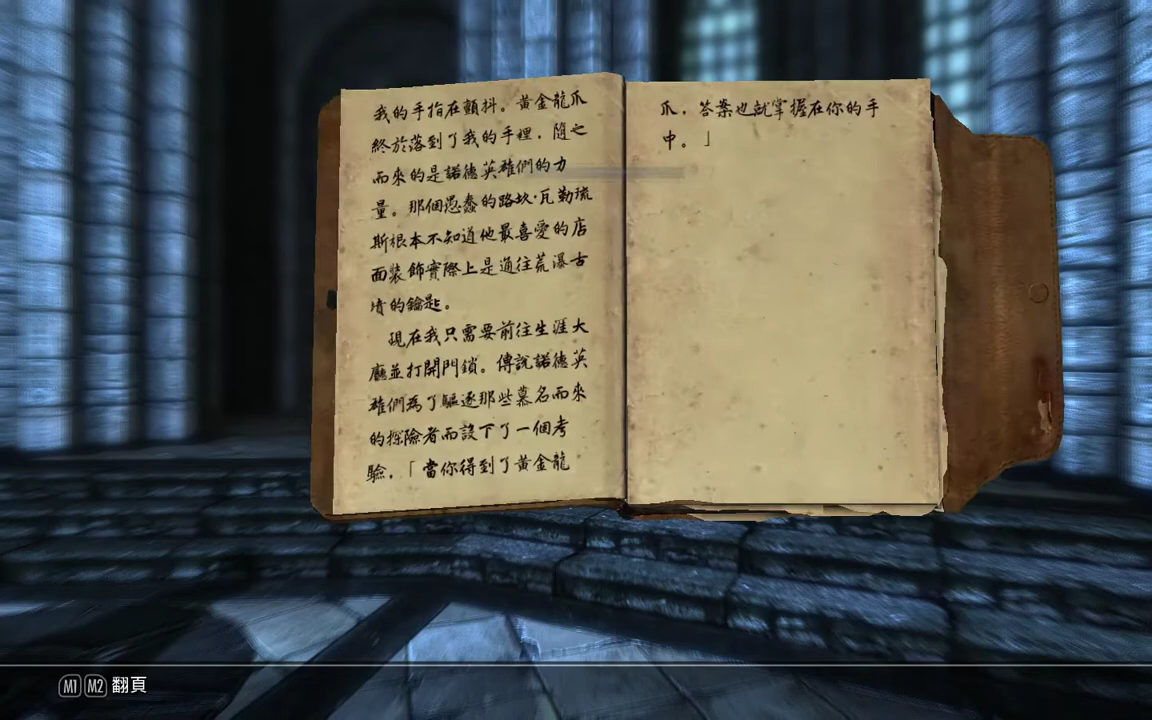 我的手指在顫抖。黃金龍爪
終於落到了我的手裡，隨之
而來的是諾德英雄們的力
量。那個愚蠢的路坎·瓦勒琉
斯根本不知道他最喜愛的店
面裝飾實際上是通往荒瀑古
墳的鑰匙。
現在我只需要前往生涯大
廳並打開門鎖。傳說諾德英
雄們為了驅逐那些慕名而來
的探險者而設下了一個考
驗，「當你得到了黃金龍
爪，答案也就掌握在你的手
中。」
M1 M2 翻頁